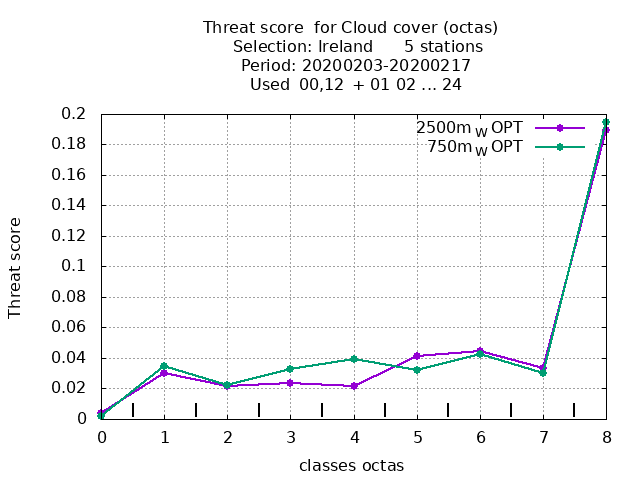 Threat score  for Cloud cover (octas)
Selection: Ireland      5 stations
Period: 20200203-20200217
Used  00,12  + 01 02 ... 24
2500m W OPT
750m W OPT
0.2
0.18
0.16
0.14
0.12
0.1
0.08
0.06
0.04
0.02
0
Threat score
0 1 2 3 4 5 6 7 8
classes octas